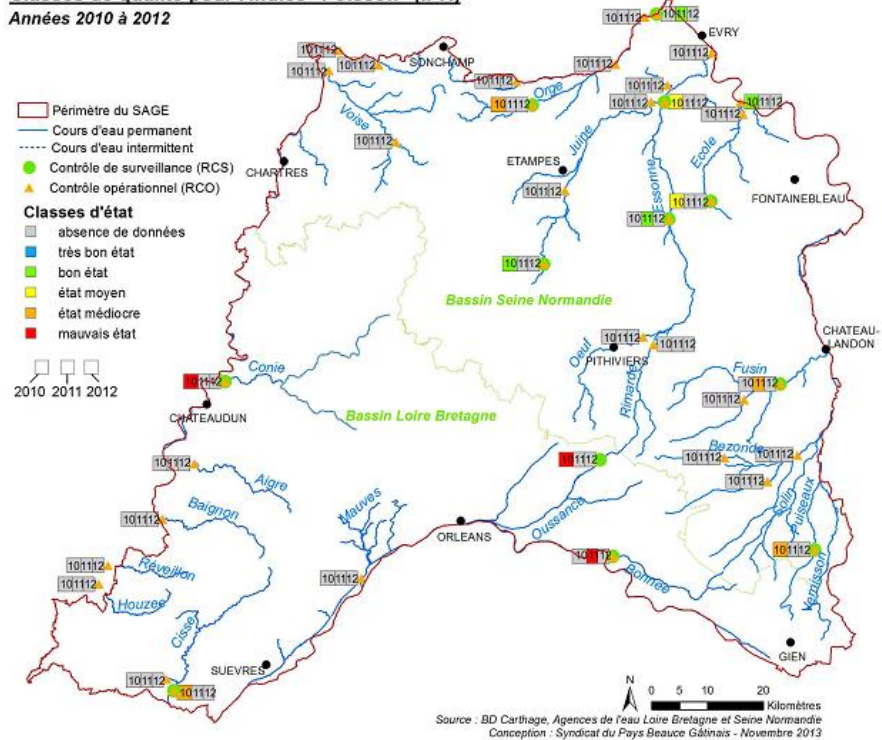 Années 2010 à 2012
Périmètre du SAGE
Cours d'eau permanent
Cours d'eau intermittent
Contrôle de surveillance (RCS)
Contrôle opérationnel (RCO)
Classes d'état
absence de données
très bon état
bon état
état moyen
état médiocre
mauvais état
2010 2011 2012
EVRY
SONCHAMP
Orge
Voise
Juine
Ecole
ETAMPES
CHARTRES
Essonne
FONTAINEBLEAU
Bassin Seine Normandie
CHATEAU-
LANDON
Oeuf
PITHIVIERS
Rimarde
Fusin
Conie
CHATEAUDUN
Bassin Loire Bretagne
Bezonde
Aigre
Solin
Puiseaux
Baignon
Mauves
ORLEANS
Oussance
Réveillon
Bonnée
Vernisson
Houzee
Cisse
SUEVRES
GIEN
N
0 5 10 20
Kilomètres
Source : BD Carthage, Agences de l'eau Loire Bretagne et Seine Normandie
Conception : Syndicat du Pays Beauce Gâtinais - Novembre 2013